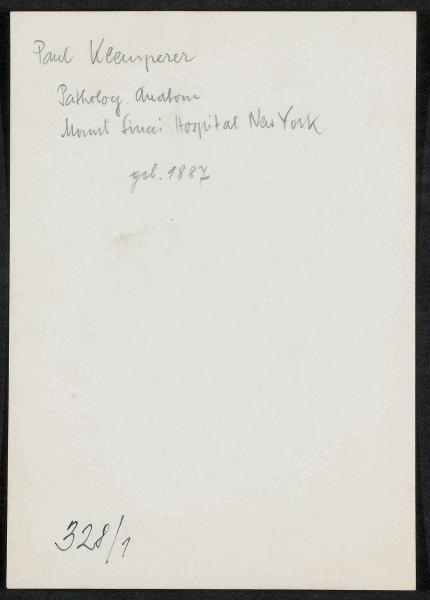 Paul Klemperer
Patholog. Anatom
Mount Sinai Hospital New York
geb. 1887
328/1